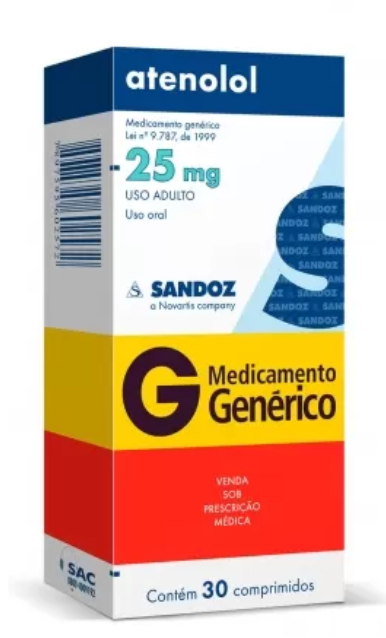 atenolol
Medicamento genérico
Lei nº 9.787, de 1999
25 mg
USO ADULTO
Uso oral
SANDOZ
a Novartis company
G Medicamento
Genérico
VENDA
SOB
PRESCRIÇÃO
MÉDICA
Contém 30 comprimidos
SAC